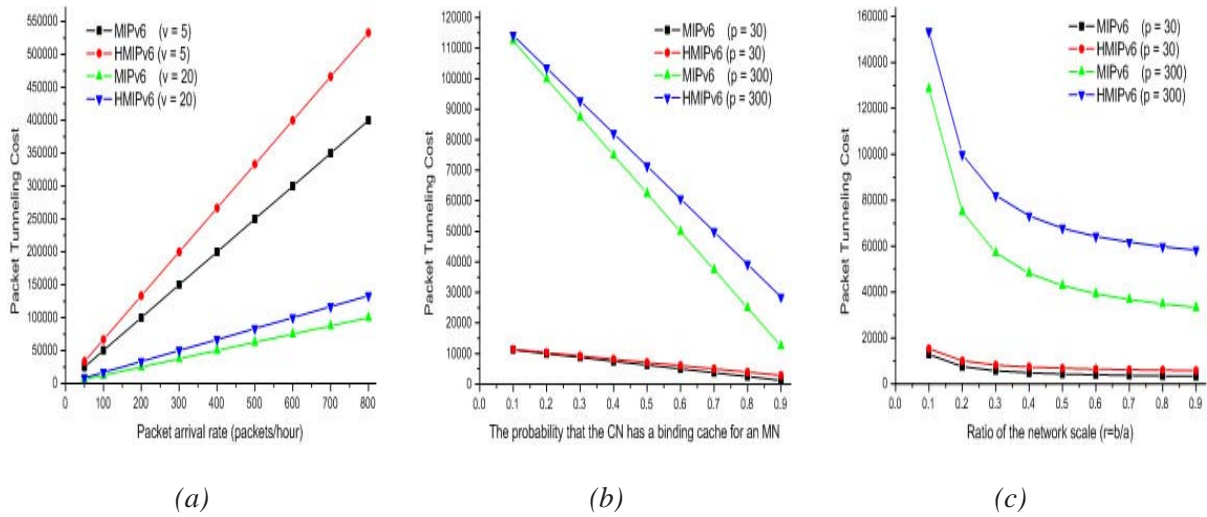 Packet Tunneling Cost
550000
500000
450000
400000
350000
300000
250000
200000
150000
100000
50000
0
MIPv6 (v = 5)
HMIPv6 (v = 5)
MIPv6 (v = 20)
HMIPv6 (v = 20)
0 100 200 300 400 500 600 700 800
Packet arrival rate (packets/hour)
(a)
Packet Tunneling Cost
120000
110000
100000
90000
80000
70000
60000
50000
40000
30000
20000
10000
0
MIPv6 (p = 30)
HMIPv6 (p = 30)
MIPv6 (p = 300)
HMIPv6 (p = 300)
0.0 0.1 0.2 0.3 0.4 0.5 0.6 0.7 0.8 0.9
The probability that the CN has a binding cache for an MN
(b)
Packet Tunneling Cost
160000
140000
120000
100000
80000
60000
40000
20000
0
MIPv6 (p = 30)
HMIPv6 (p = 30)
MIPv6 (p = 300)
HMIPv6 (p = 300)
0.0 0.1 0.2 0.3 0.4 0.5 0.6 0.7 0.8 0.9
Ratio of the network scale (r=b/a)
(c)